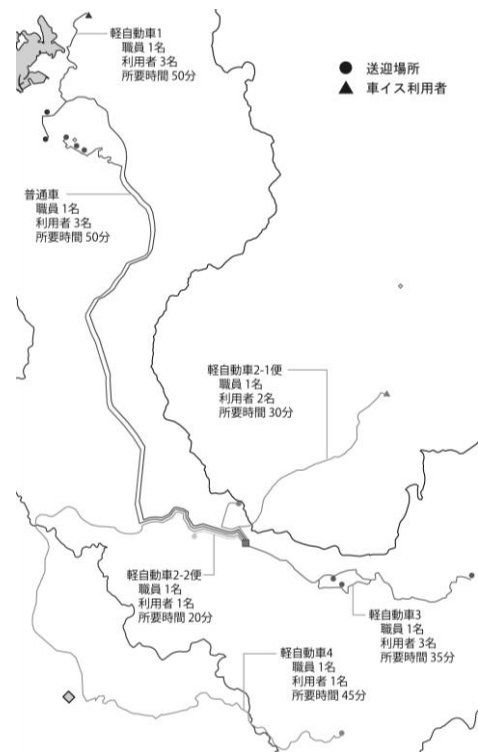 軽自動車1
職員 1名
利用者 3名
所要時間 50分
● 送迎場所
▲ 車イス利用者
普通車
職員 1名
利用者 3名
所要時間 50分
軽自動車2-1便
職員 1名
利用者 2名
所要時間 30分
軽自動車2-2便
職員 1名
利用者 1名
所要時間 20分
軽自動車3
職員 1名
利用者 3名
所要時間 35分
軽自動車4
職員 1名
利用者 1名
所要時間 45分